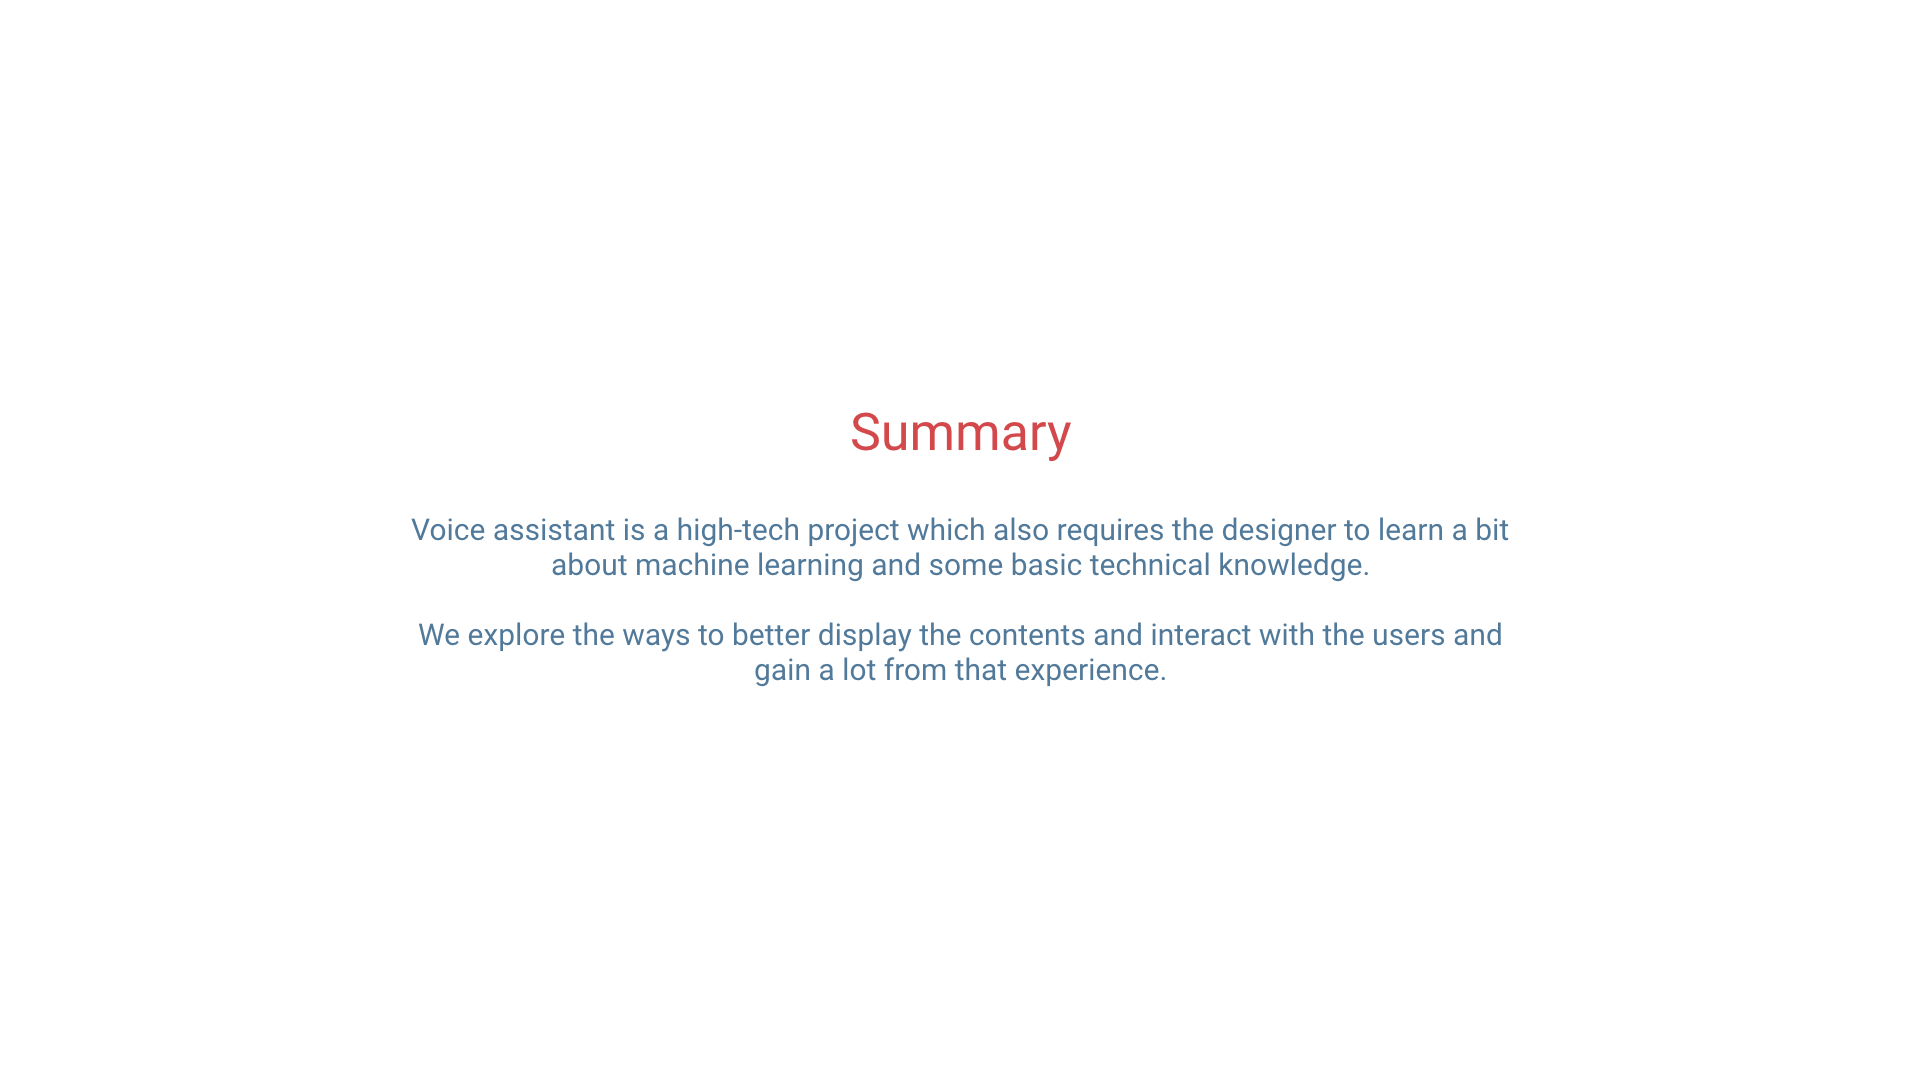 Summary
Voice assistant is a high-tech project which also requires the designer to learn a bit
about machine learning and some basic technical knowledge.
We explore the ways to better display the contents and interact with the users and
gain a lot from that experience.